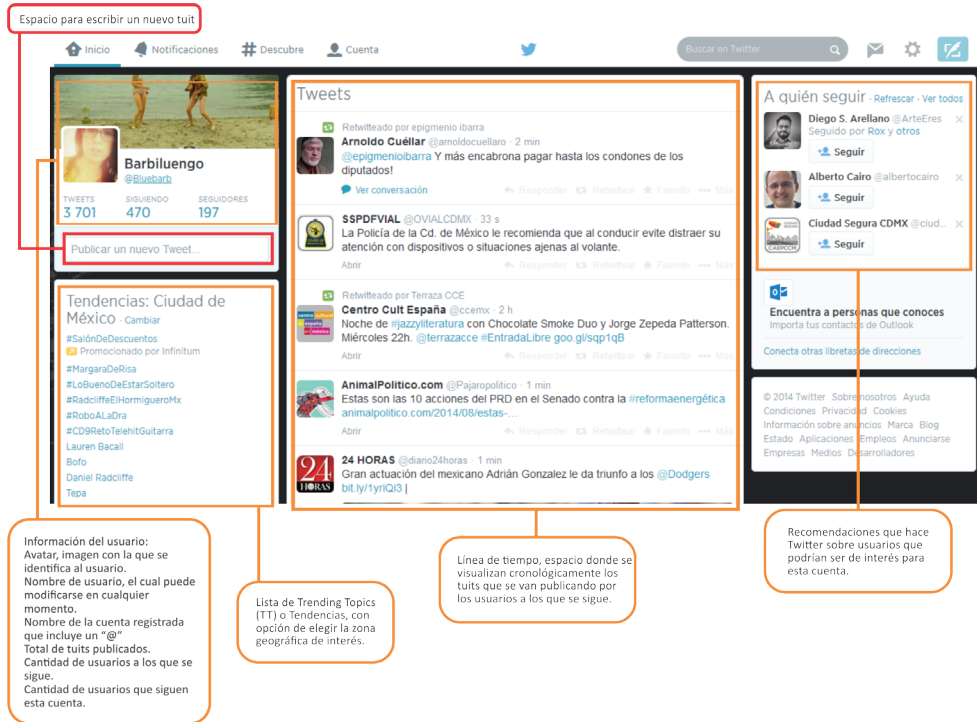 Espacio para escribir un nuevo tuit
Inicio
Notificaciones
# Descubre
Cuenta
Buscar en Twitter
Barbiluengo
@Bluebarb
TWEETS SIGUIENDO SEGUIDORES
3 701 470 197
Publicar un nuevo Tweet...
Tendencias: Ciudad de
México · Cambiar
#SalónDeDescuentos
Promocionado por Infinitum
#MargaraDeRisa
#LoBuenoDeEstarSoltero
#RadcliffeElHormigueroMx
#RoboALaDra
#CD9RetoTelehitGuitarra
Lauren Bacall
Bofo
Daniel Radcliffe
Tepa
Tweets
Retwitteado por epigmenio ibarra
Arnoldo Cuéllar @arnoldocuellaro · 2 min
@epigmenioibarra Y más encabrona pagar hasta los condones de los
diputados!
Ver conversación
Responder Retwittear Favorito Más
SSPDFVIAL @OVIALCDMX · 33 s
La Policía de la Cd. de México le recomienda que al conducir evite distraer su
atención con dispositivos o situaciones ajenas al volante.
Abrir
Responder Retwittear Favorito Más
Retwitteado por Terraza CCE
centro cultural
de españa
en méxico
Centro Cult España @ccemx · 2 h
Noche de #jazzyliteratura con Chocolate Smoke Duo y Jorge Zepeda Patterson.
Miércoles 22h. @terrazacce #EntradaLibre goo.gl/sqp1qB
Abrir
Responder Retwittear Favorito Más
AnimalPolitico.com @Pajaropolitico · 1 min
Estas son las 10 acciones del PRD en el Senado contra la #reformaenergética
animalpolitico.com/2014/08/estas-...
Abrir
Responder Retwittear Favorito Más
24
HORAS
24 HORAS @diario24horas · 1 min
Gran actuación del mexicano Adrián Gonzalez le da triunfo a los @Dodgers
bit.ly/1yriQi3 |
A quién seguir · Refrescar · Ver todos
Diego S. Arellano @ArteEres
Seguido por Rox y otros
Seguir
Alberto Cairo @albertocairo
Seguir
CAEPCCM
Ciudad Segura CDMX @ciud...
Seguir
Encuentra a personas que conoces
Importa tus contactos de Outlook
Conecta otras libretas de direcciones
© 2014 Twitter Sobre nosotros Ayuda
Condiciones Privacidad Cookies
Información sobre anuncios Marca Blog
Estado Aplicaciones Empleos Anunciarse
Empresas Medios Desarrolladores
Información del usuario:
Avatar, imagen con la que se
identifica al usuario.
Nombre de usuario, el cual puede
modificarse en cualquier
momento.
Nombre de la cuenta registrada
que incluye un “@”
Total de tuits publicados.
Cantidad de usuarios a los que se
sigue.
Cantidad de usuarios que siguen
esta cuenta.
Lista de Trending Topics
(TT) o Tendencias, con
opción de elegir la zona
geográfica de interés.
Línea de tiempo, espacio donde se
visualizan cronológicamente los
tuits que se van publicando por
los usuarios a los que se sigue.
Recomendaciones que hace
Twitter sobre usuarios que
podrían ser de interés para
esta cuenta.